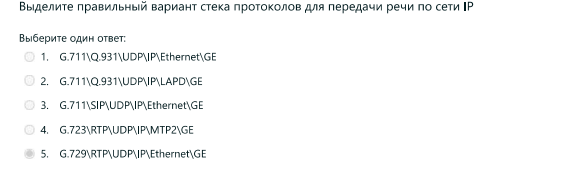 Выделите правильный вариант стека протоколов для передачи речи по сети IP
Выберите один ответ:
1. G.711\Q.931\UDP\IP\Ethernet\GE
2. G.711\Q.931\UDP\IP\LAPD\GE
3. G.711\SIP\UDP\IP\Ethernet\GE
4. G.723\RTP\UDP\IP\MTP2\GE
5. G.729\RTP\UDP\IP\Ethernet\GE